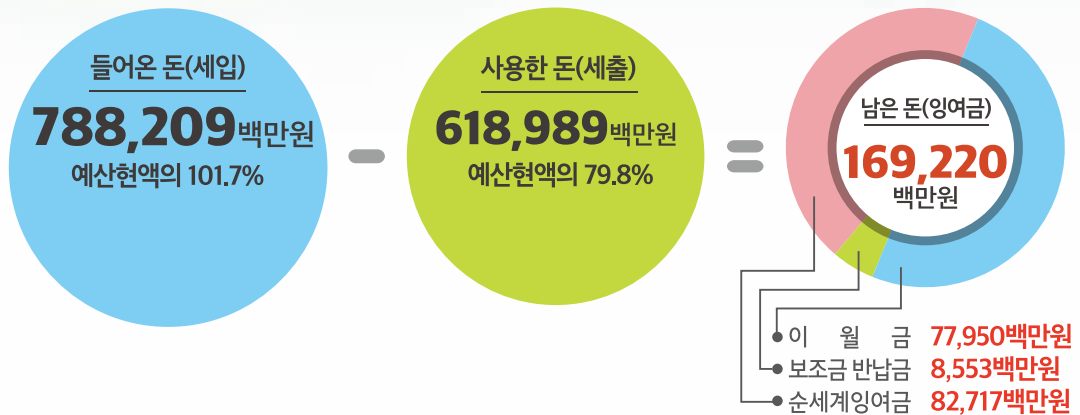 들어온 돈(세입)
788,209백만원
예산현액의 101.7%
사용한 돈(세출)
618,989백만원
예산현액의 79.8%
남은 돈(잉여금)
169,220
백만원
이 월 금 77,950백만원
보조금 반납금 8,553백만원
순세계잉여금 82,717백만원